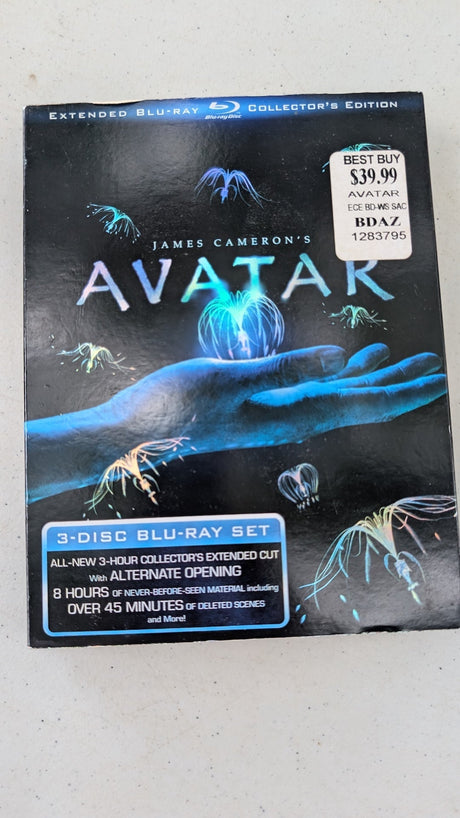 EXTENDED BLU-RAY Blu-ray Disc COLLECTOR'S EDITION
BEST BUY
$39.99
AVATAR
ECE BD-WS SAC
BDAZ
1283795
JAMES CAMERON'S
AVATAR
3-DISC BLU-RAY SET
ALL-NEW 3-HOUR COLLECTOR'S EXTENDED CUT
With ALTERNATE OPENING
8 HOURS OF NEVER-BEFORE-SEEN MATERIAL including
OVER 45 MINUTES OF DELETED SCENES
and More!